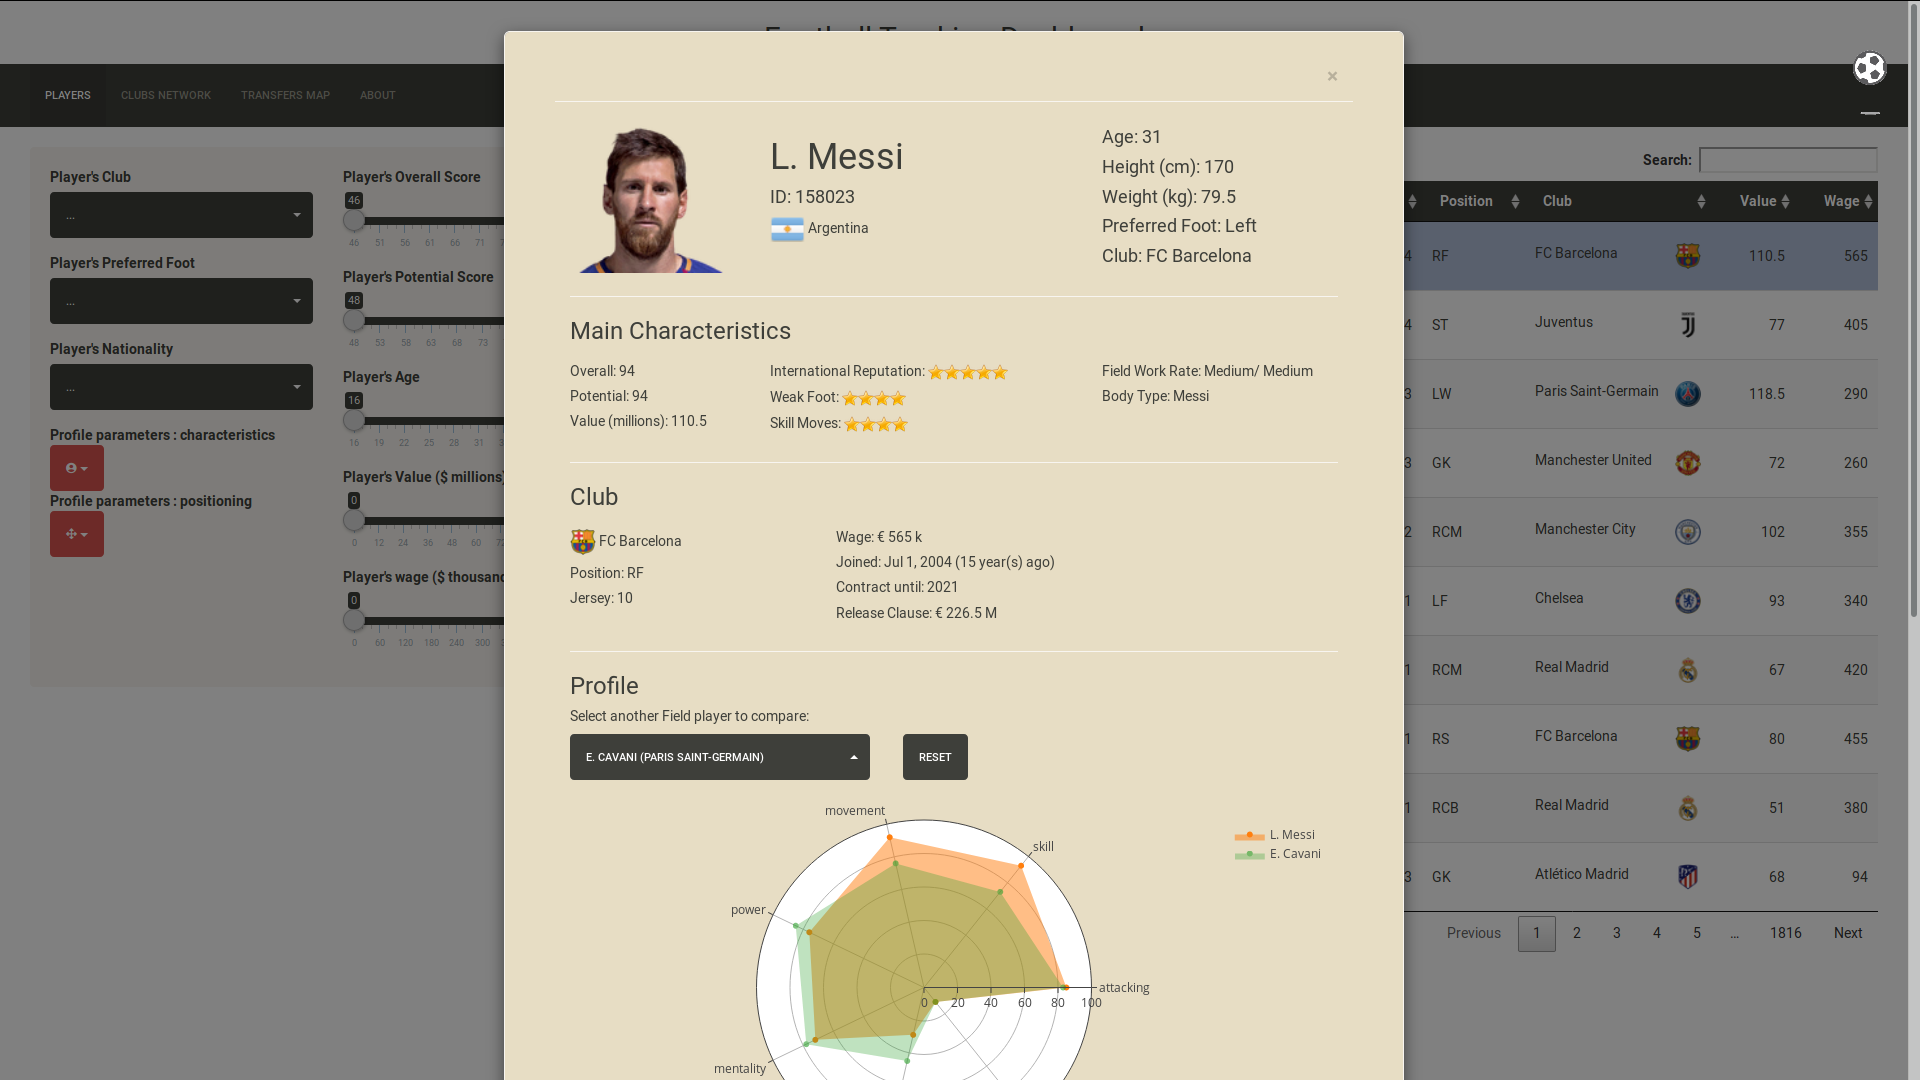 PLAYERS
CLUBS NETWORK
TRANSFERS MAP
ABOUT
Player's Club
...
Player's Preferred Foot
...
Player's Nationality
...
Profile parameters : characteristics
Profile parameters : positioning
Player's Overall Score
46
46 51 56 61 66 71
Player's Potential Score
48
48 53 58 63 68 73
Player's Age
16
16 19 22 25 28 31
Player's Value ($ millions)
0
0 12 24 36 48 60
Player's wage ($ thousan
0
0 60 120 180 240 300
×
L. Messi
ID: 158023
Argentina
Age: 31
Height (cm): 170
Weight (kg): 79.5
Preferred Foot: Left
Club: FC Barcelona
Main Characteristics
Overall: 94
Potential: 94
Value (millions): 110.5
International Reputation:
Weak Foot:
Skill Moves:
Field Work Rate: Medium/ Medium
Body Type: Messi
Club
FC Barcelona
Position: RF
Jersey: 10
Wage: € 565 k
Joined: Jul 1, 2004 (15 year(s) ago)
Contract until: 2021
Release Clause: € 226.5 M
Profile
Select another Field player to compare:
E. CAVANI (PARIS SAINT-GERMAIN)
RESET
movement
skill
power
attacking
mentality
0 20 40 60 80 100
L. Messi
E. Cavani
Search:
Position Club Value Wage
4 RF FC Barcelona 110.5 565
4 ST Juventus 77 405
3 LW Paris Saint-Germain 118.5 290
3 GK Manchester United 72 260
2 RCM Manchester City 102 355
1 LF Chelsea 93 340
1 RCM Real Madrid 67 420
1 RS FC Barcelona 80 455
1 RCB Real Madrid 51 380
3 GK Atlético Madrid 68 94
Previous 1 2 3 4 5 … 1816 Next